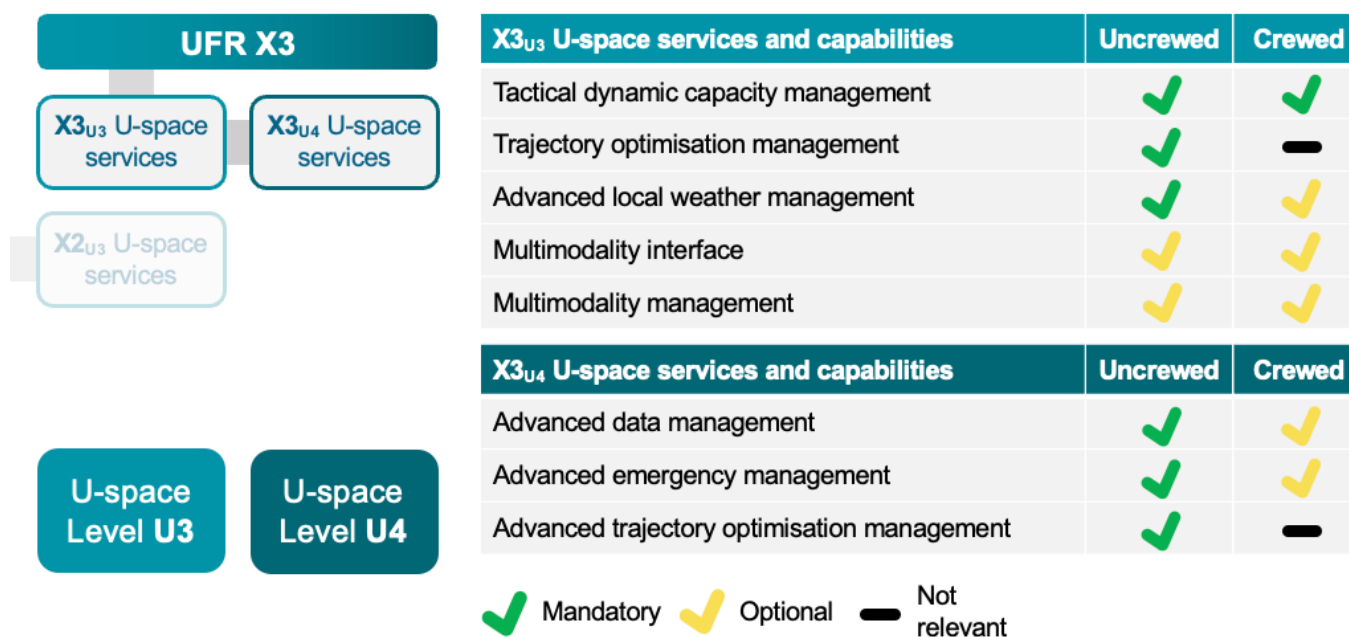 UFR X3
X3U3 U-space
services
X3U4 U-space
services
X2U3 U-space
services
U-space
Level U3
U-space
Level U4
X3U3 U-space services and capabilities Uncrewed Crewed
Tactical dynamic capacity management
Trajectory optimisation management
Advanced local weather management
Multimodality interface
Multimodality management
X3U4 U-space services and capabilities Uncrewed Crewed
Advanced data management
Advanced emergency management
Advanced trajectory optimisation management
Mandatory Optional Not
relevant